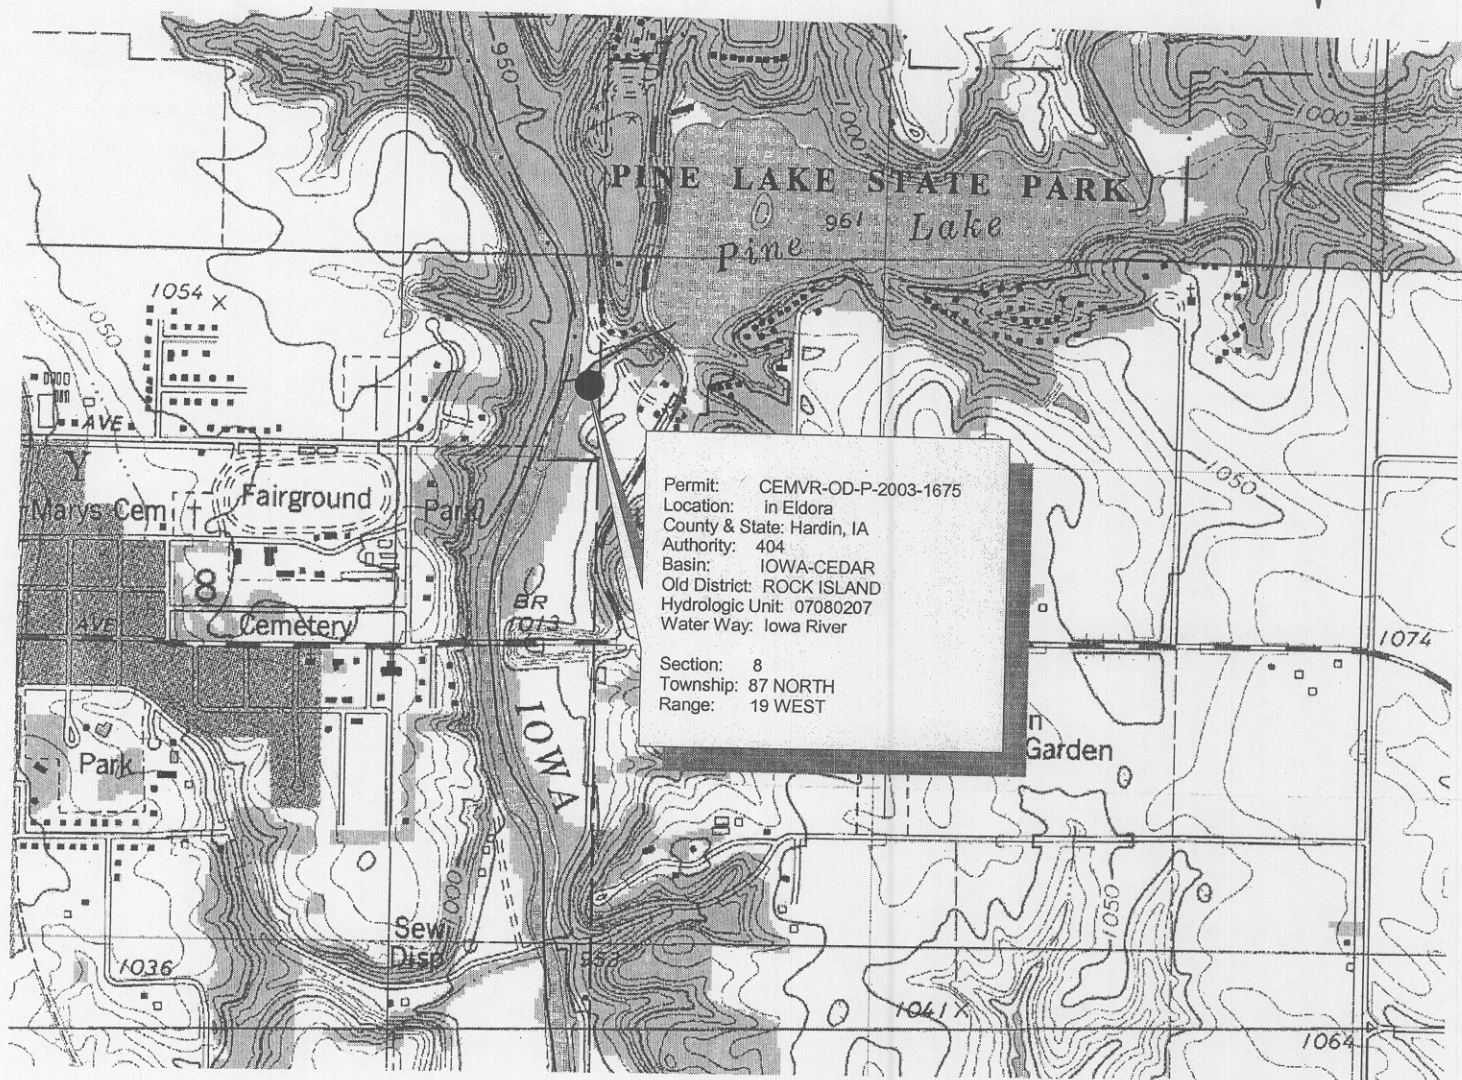 950
1000
1000
PINE LAKE STATE PARK
961
Pine Lake
1054
1050
AVE
Y
Marys Cem
Fairground
Park
8
Cemetery
AVE
BR
1013
1050
Permit: CEMVR-OD-P-2003-1675
Location: in Eldora
County & State: Hardin, IA
Authority: 404
Basin: IOWA-CEDAR
Old District: ROCK ISLAND
Hydrologic Unit: 07080207
Water Way: Iowa River
Section: 8
Township: 87 NORTH
Range: 19 WEST
1074
IOWA
Park
n
Garden
1000
1050
Sew
Disp
953
1036
1041
1064